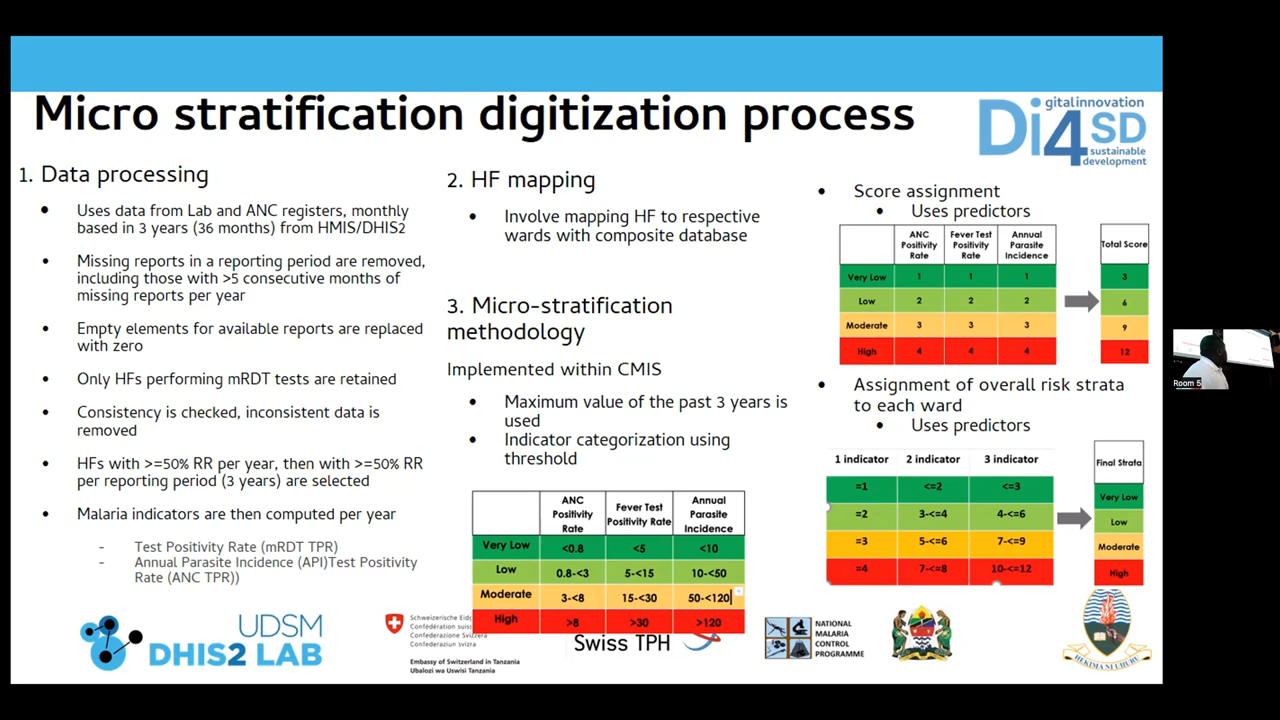 Micro stratification digitization process
gitalinnovation
Di4SD
sustainable
development
1. Data processing
• Uses data from Lab and ANC registers, monthly
based in 3 years (36 months) from HMIS/DHIS2
• Missing reports in a reporting period are removed,
including those with >5 consecutive months of
missing reports per year
• Empty elements for available reports are replaced
with zero
• Only HFs performing mRDT tests are retained
• Consistency is checked, inconsistent data is
removed
• HFs with >=50% RR per year, then with >=50% RR
per reporting period (3 years) are selected
• Malaria indicators are then computed per year
- Test Positivity Rate (mRDT TPR)
- Annual Parasite Incidence (API)Test Positivity
Rate (ANC TPR))
2. HF mapping
• Involve mapping HF to respective
wards with composite database
3. Micro-stratification
methodology
Implemented within CMIS
• Maximum value of the past 3 years is
used
• Indicator categorization using
threshold
ANC Positivity Rate Fever Test Positivity Rate Annual Parasite Incidence
Very Low <0.8 <5 <10
Low 0.8-<3 5-<15 10-<50
Moderate 3-<8 15-<30 50-<120
High >8 >30 >120
• Score assignment
• Uses predictors
ANC Positivity Rate Fever Test Positivity Rate Annual Parasite Incidence Total Score
Very Low 1 1 1 3
Low 2 2 2 6
Moderate 3 3 3 9
High 4 4 4 12
• Assignment of overall risk strata
to each ward
• Uses predictors
1 indicator 2 indicator 3 indicator Final Strata
=1 <=2 <=3 Very Low
=2 3-<=4 4-<=6 Low
=3 5-<=6 7-<=9 Moderate
=4 7-<=8 10-<=12 High
Room 5
UDSM
DHIS2 LAB
Schweizerische Eid
Confédération suis
Confederazione Sviz
Confederaziun svizra
Embassy of Switzerland in Tanzania
Ubalozi wa Uswisi Tanzania
Swiss TPH
NATIONAL
MALARIA
CONTROL
PROGRAMME
HEKIMA NI UHURU